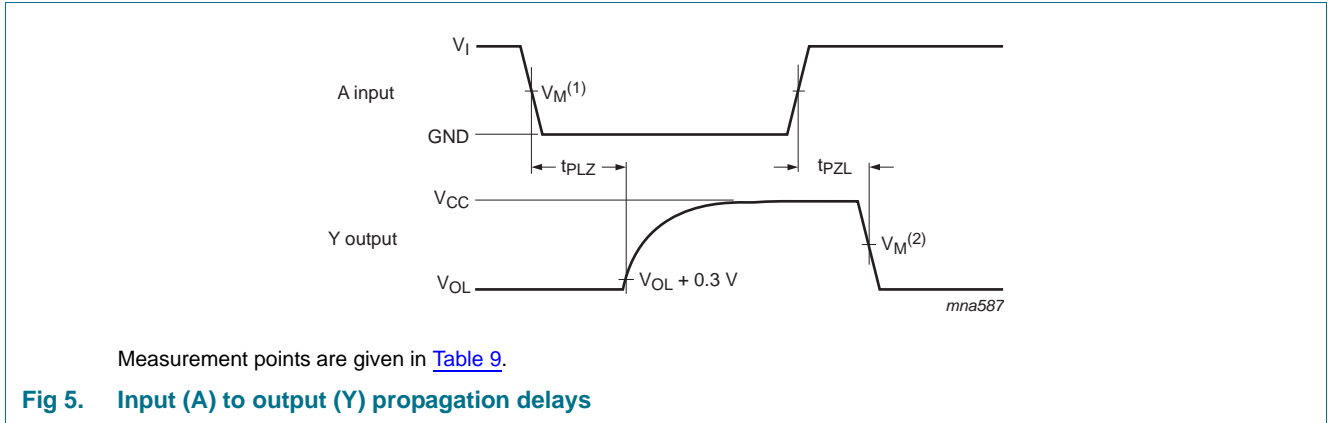 V_I
A input
V_M(1)
GND
t_PLZ
t_PZL
V_CC
Y output
V_M(2)
V_OL
V_OL + 0.3 V
mna587
Measurement points are given in Table 9.
Fig 5. Input (A) to output (Y) propagation delays